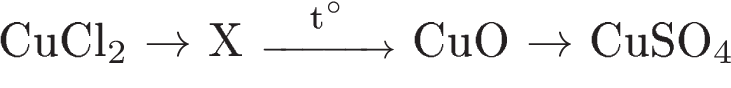 CuCl₂ → X —t°→ CuO → CuSO₄